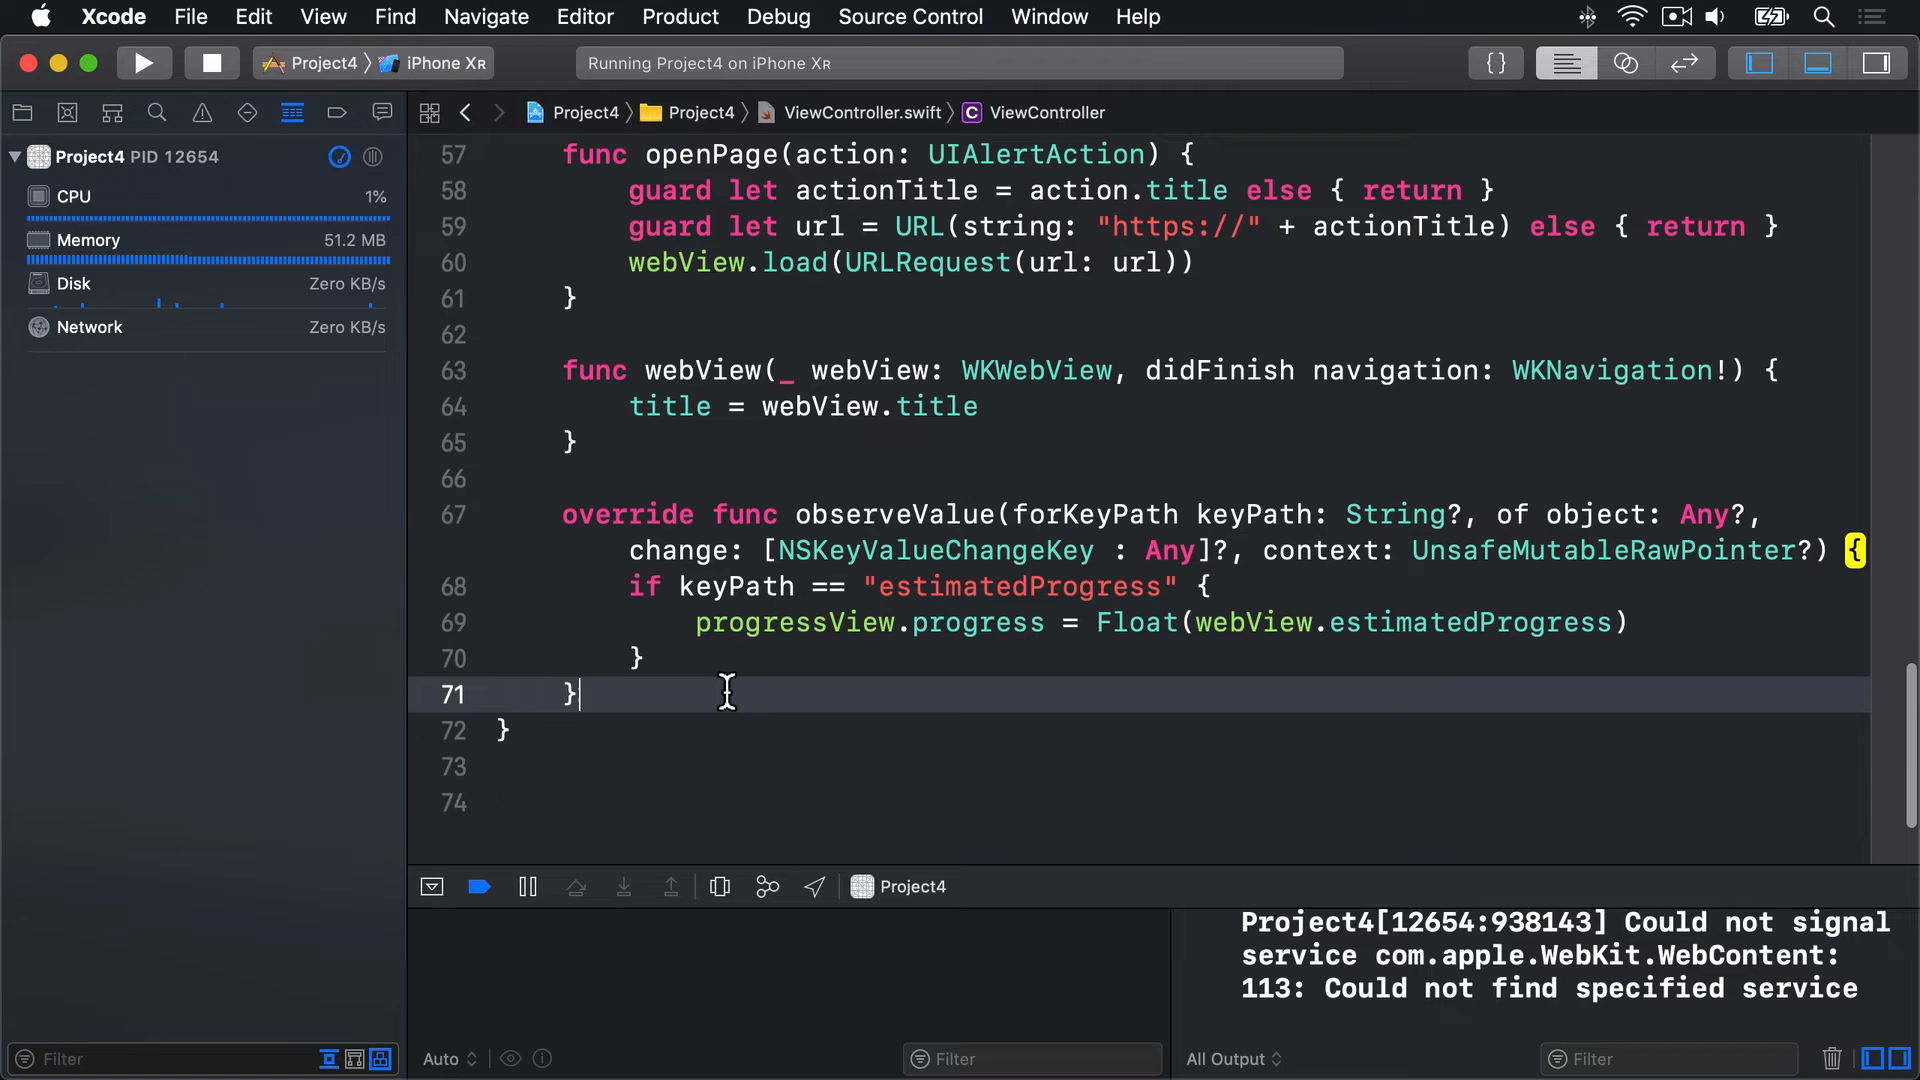 Xcode File Edit View Find Navigate Editor Product Debug Source Control Window Help
Project4 iPhone XR
Running Project4 on iPhone XR
Project4 Project4 ViewController.swift C ViewController
Project4 PID 12654
CPU 1%
Memory 51.2 MB
Disk Zero KB/s
Network Zero KB/s
57 func openPage(action: UIAlertAction) {
58 guard let actionTitle = action.title else { return }
59 guard let url = URL(string: "https://" + actionTitle) else { return }
60 webView.load(URLRequest(url: url))
61 }
62
63 func webView(_ webView: WKWebView, didFinish navigation: WKNavigation!) {
64 title = webView.title
65 }
66
67 override func observeValue(forKeyPath keyPath: String?, of object: Any?,
change: [NSKeyValueChangeKey : Any]?, context: UnsafeMutableRawPointer?) {
68 if keyPath == "estimatedProgress" {
69 progressView.progress = Float(webView.estimatedProgress)
70 }
71 }
72 }
73
74
Project4
Project4[12654:938143] Could not signal
service com.apple.WebKit.WebContent:
113: Could not find specified service
Filter
Auto
Filter
All Output
Filter